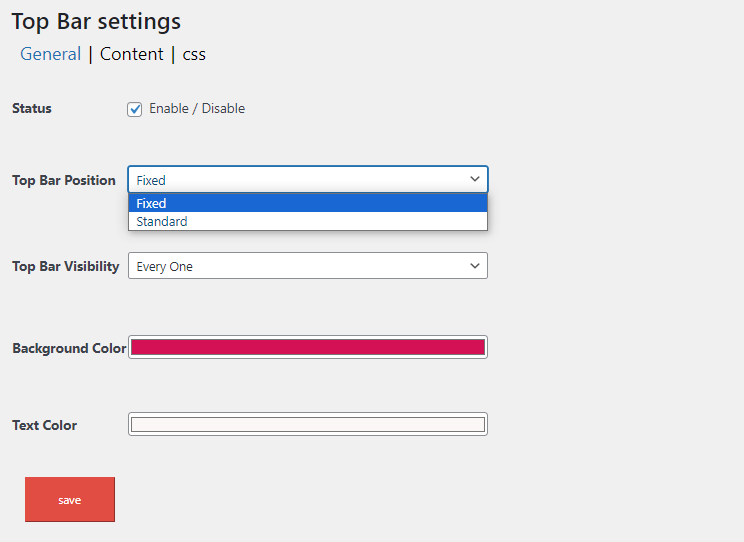 Top Bar settings
General | Content | css
Status Enable / Disable
Top Bar Position Fixed
Fixed
Standard
Top Bar Visibility Every One
Background Color
Text Color
save